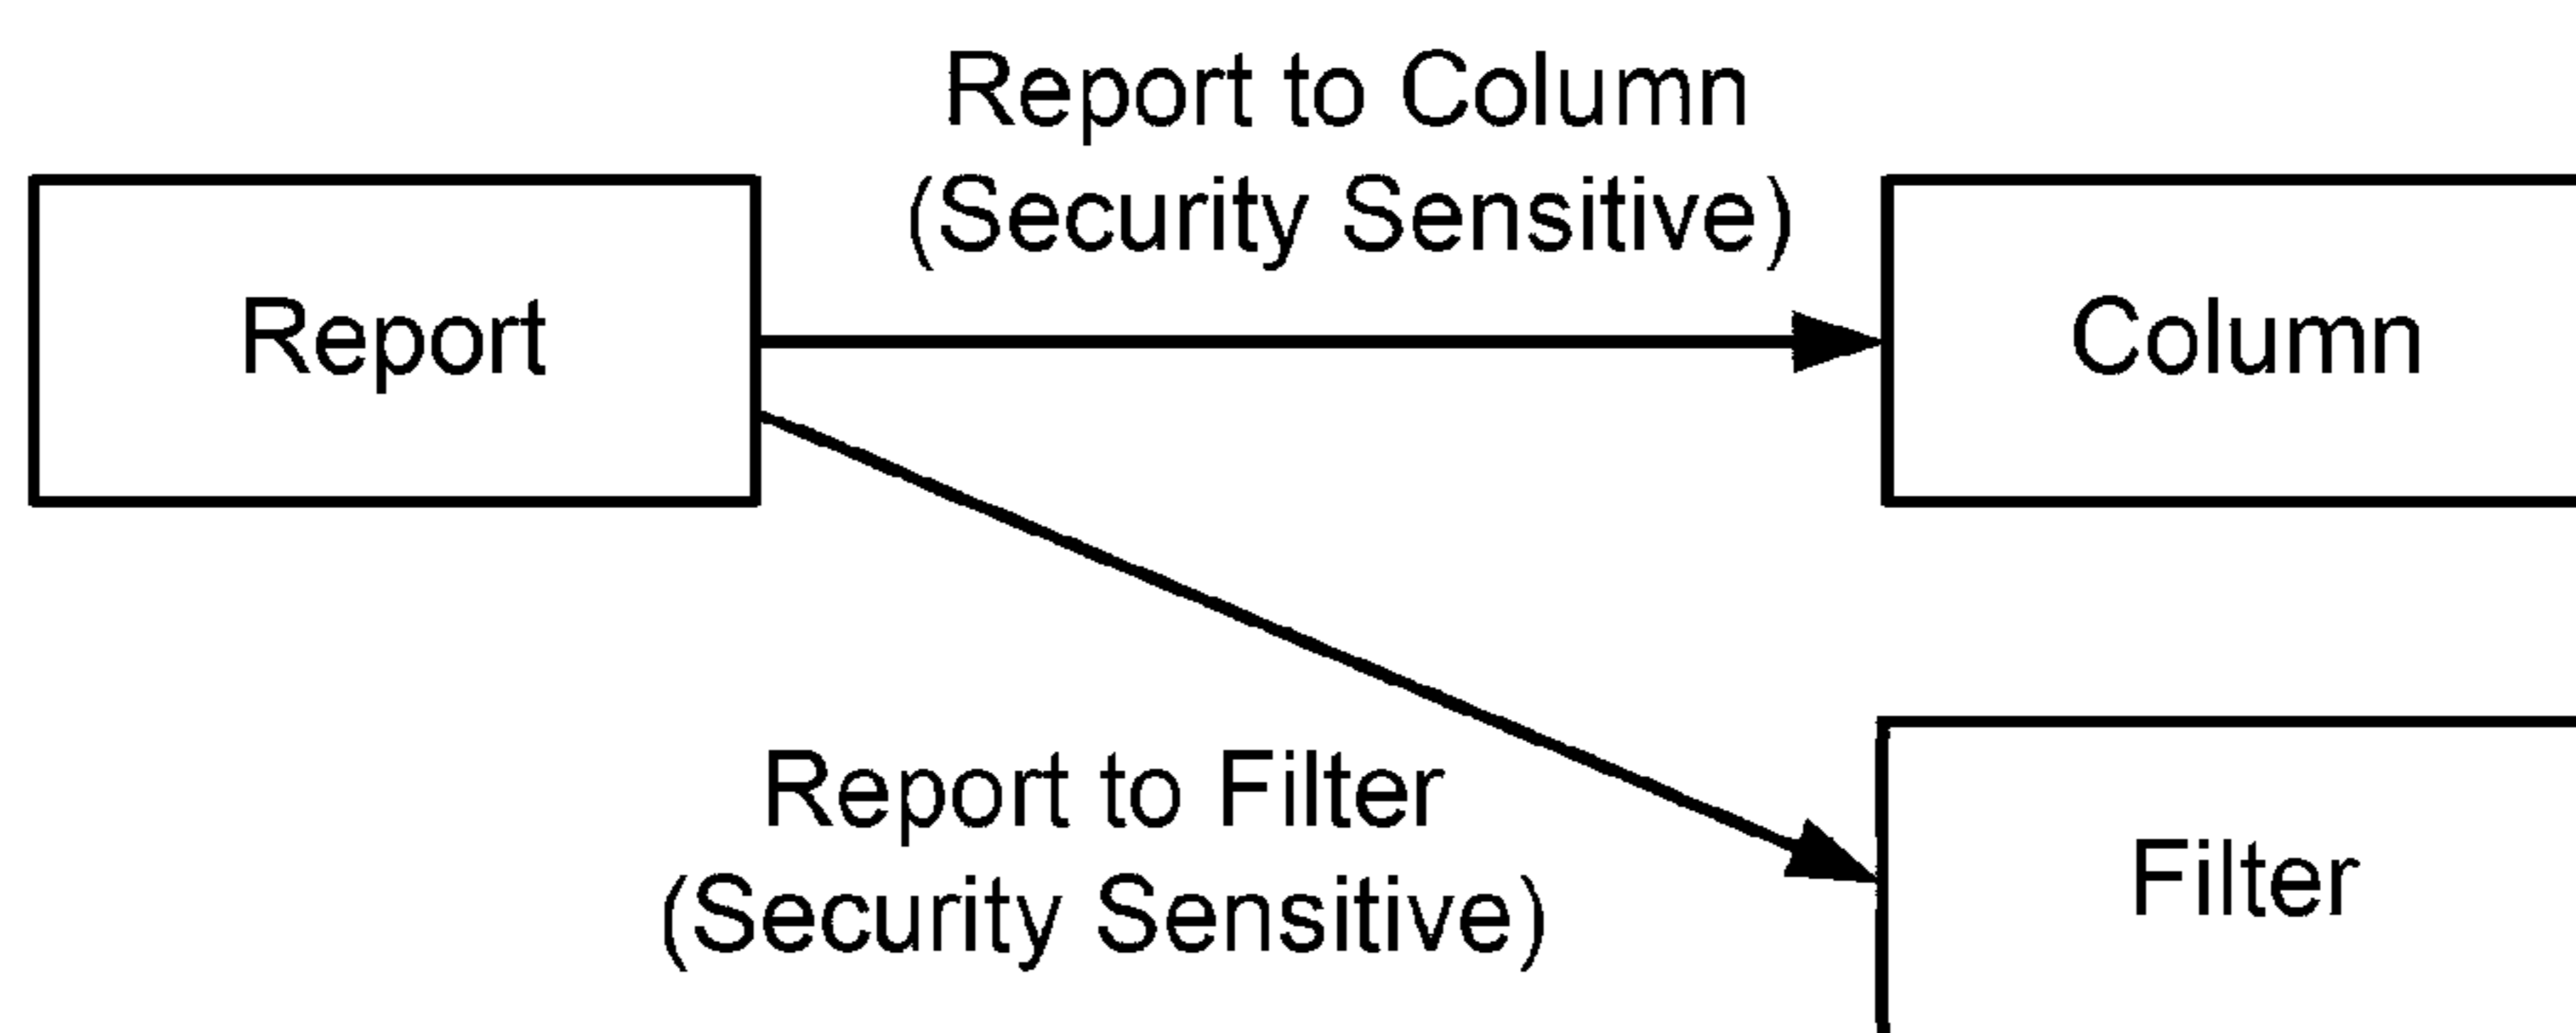 Report to Column
(Security Sensitive)
Report
Column
Report to Filter
(Security Sensitive)
Filter